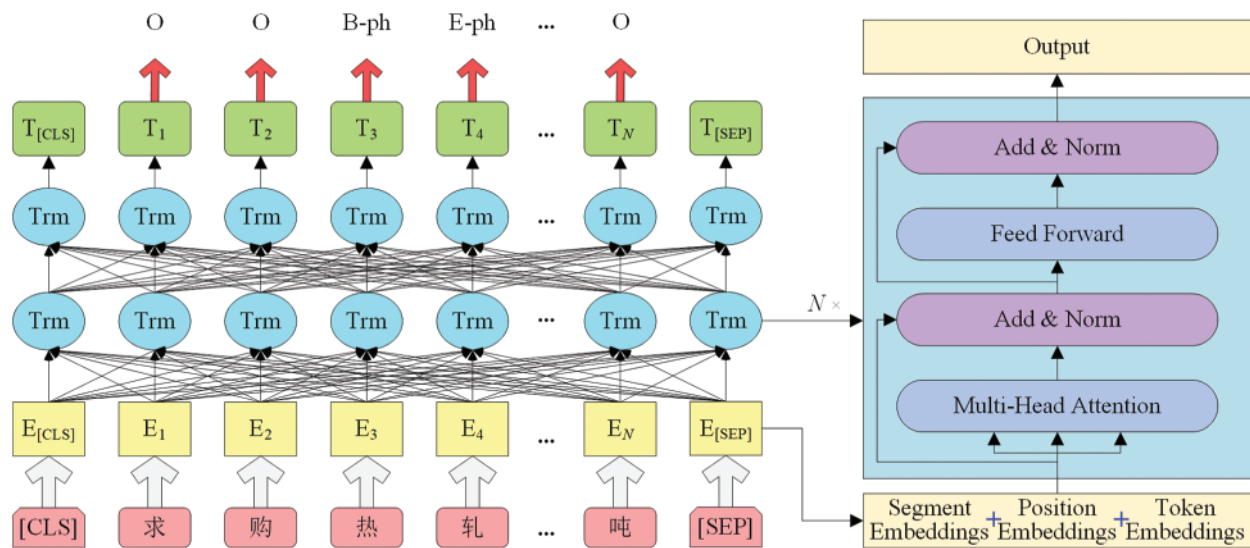 O O B-ph E-ph ... O
T[CLS] T1 T2 T3 T4 ... TN T[SEP]
Trm Trm Trm Trm Trm ... Trm Trm
Trm Trm Trm Trm Trm ... Trm Trm
E[CLS] E1 E2 E3 E4 ... EN E[SEP]
[CLS] 求 购 热 轧 ... 吨 [SEP]
N ×
Output
Add & Norm
Feed Forward
Add & Norm
Multi-Head Attention
Segment Position Token
Embeddings + Embeddings + Embeddings